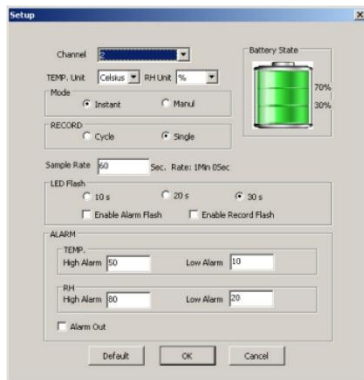 Setup
Channel 2
Battery State
TEMP. Unit Celsius RH Unit %
70%
30%
Mode
Instant Manul
RECORD
Cycle Single
Sample Rate 60 Sec. Rate: 1Min 0Sec
LED Flash
10 s 20 s 30 s
Enable Alarm Flash Enable Record Flash
ALARM
TEMP.
High Alarm 50 Low Alarm 10
RH
High Alarm 80 Low Alarm 20
Alarm Out
Default OK Cancel